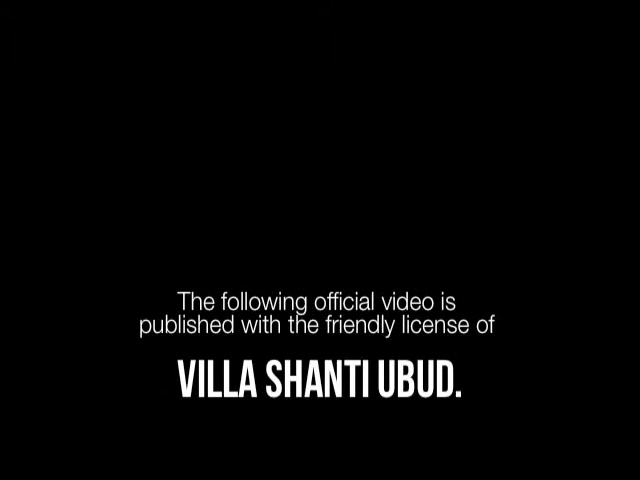 The following official video is
published with the friendly license of
VILLA SHANTI UBUD.